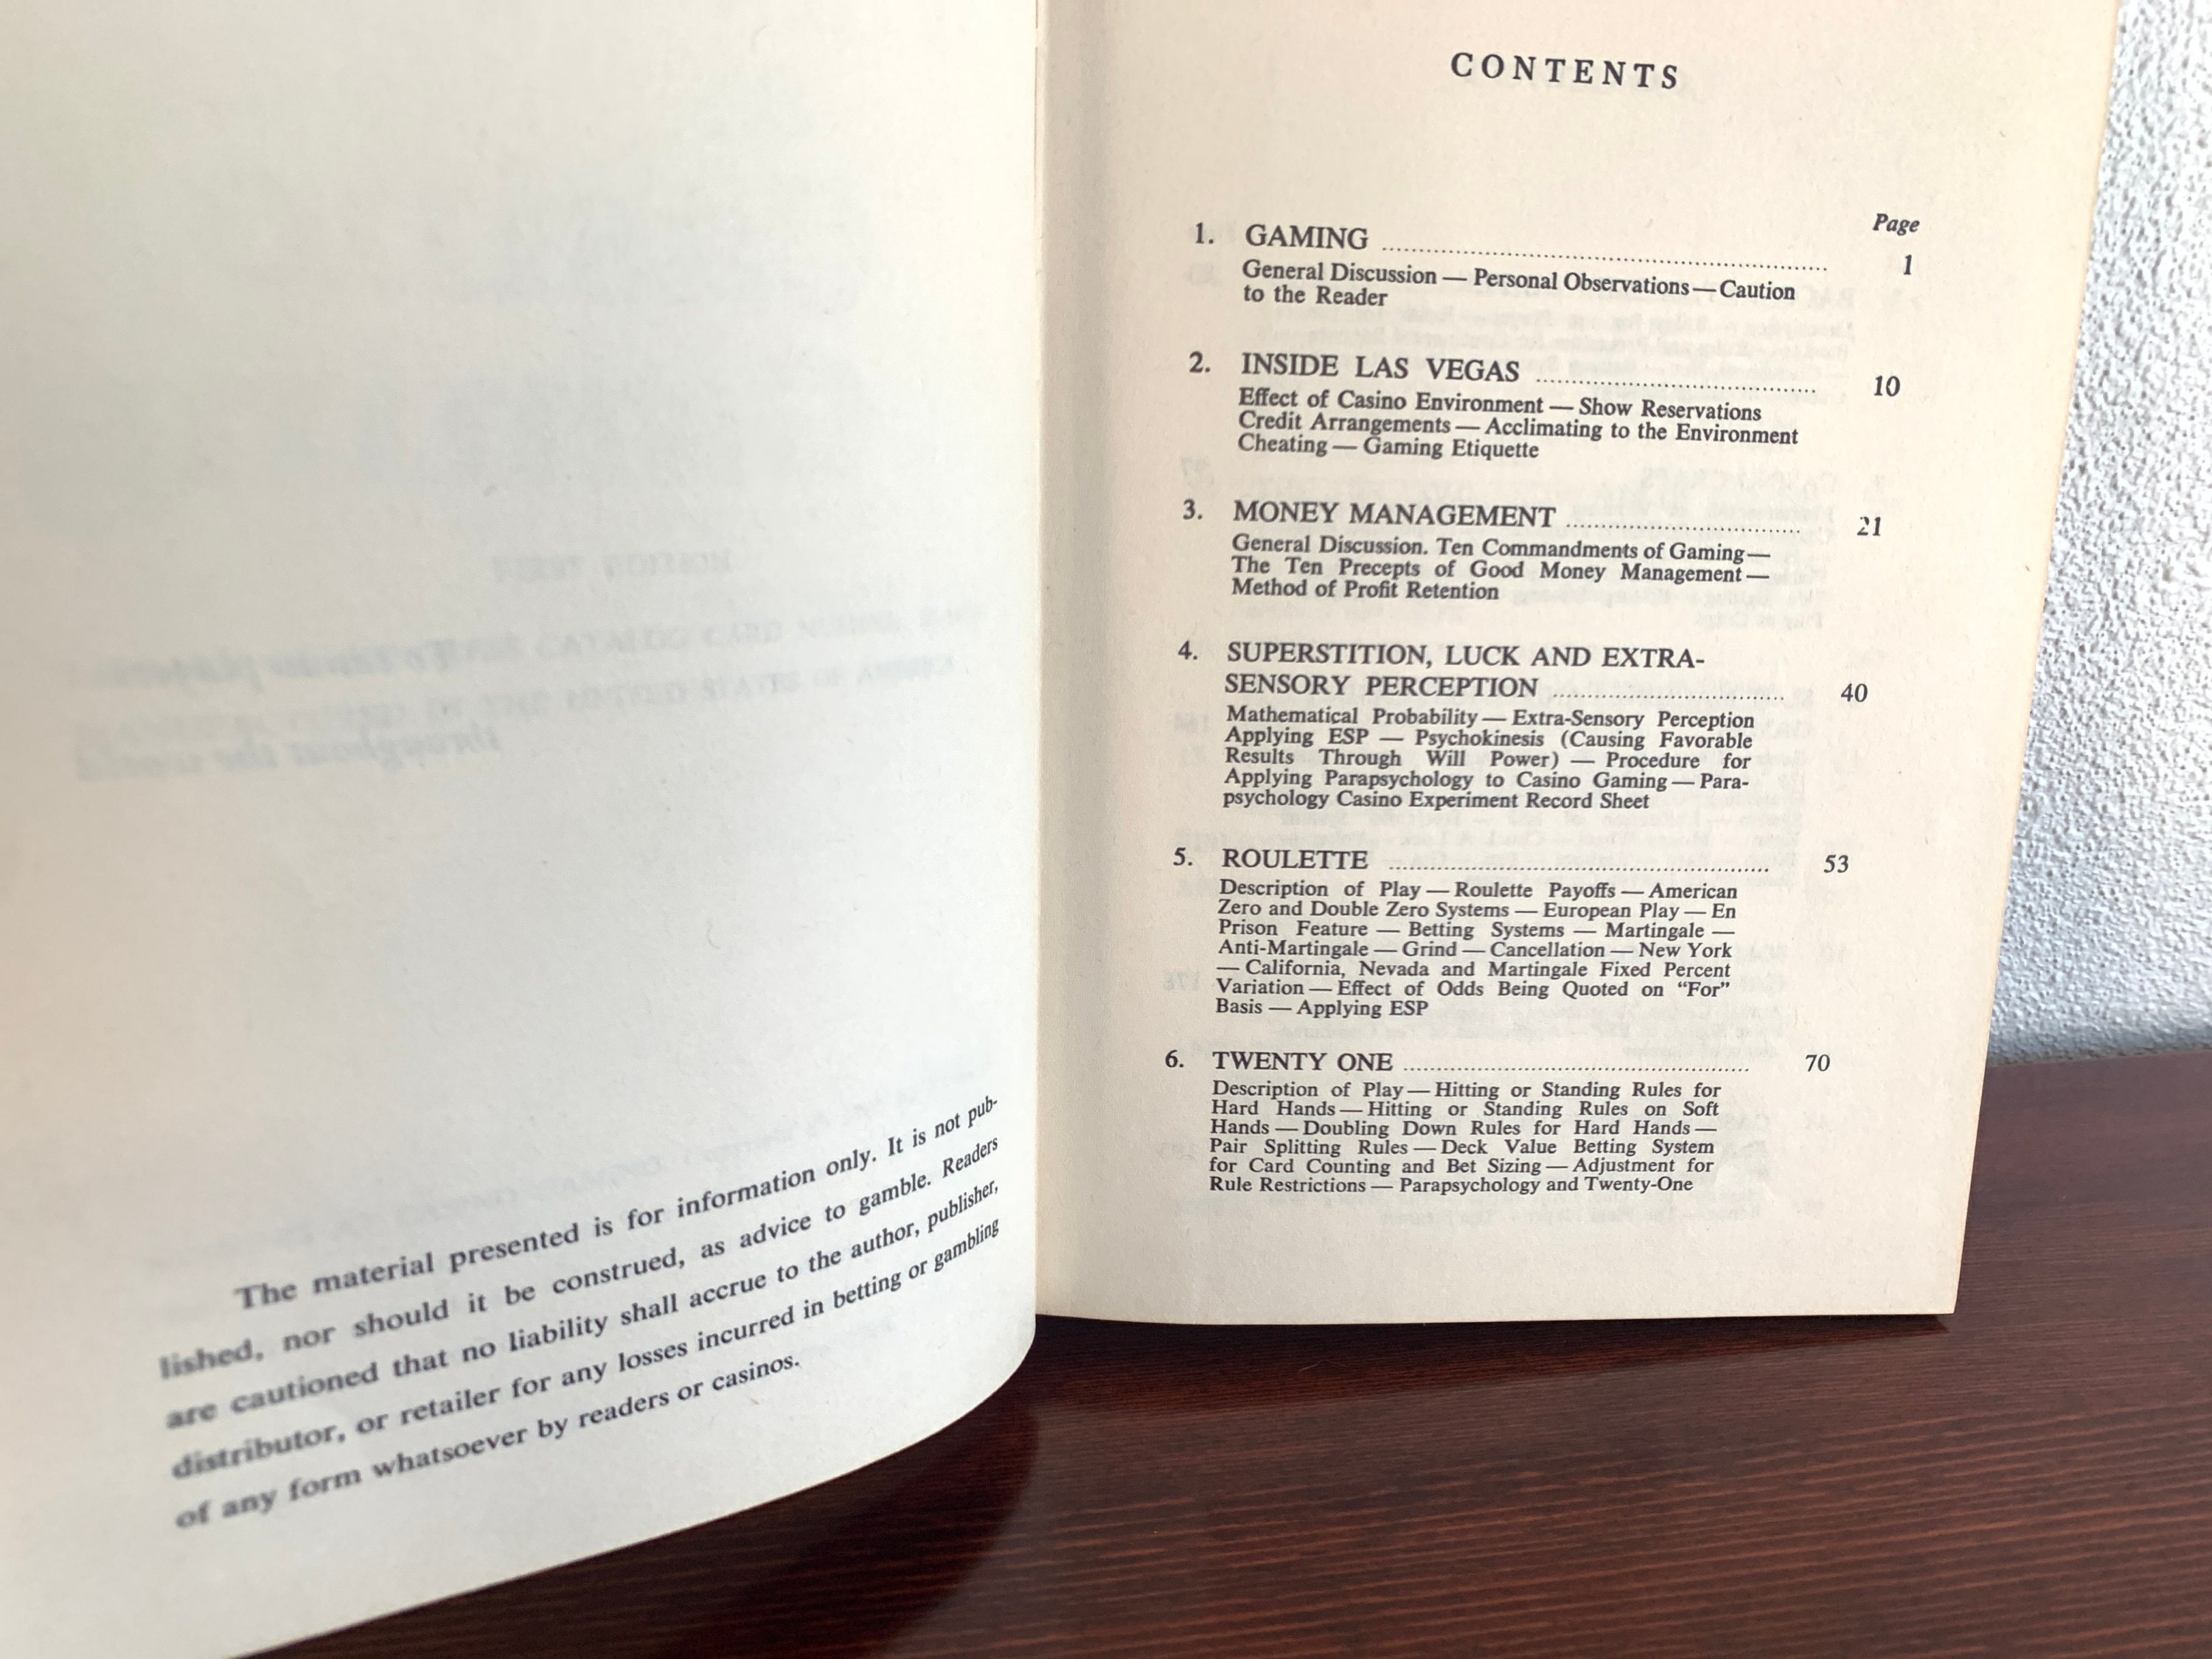 The material presented is for information only. It is not pub-
lished, nor should it be construed, as advice to gamble. Readers
are cautioned that no liability shall accrue to the author, publisher,
distributor, or retailer for any losses incurred in betting or gambling
of any form whatsoever by readers or casinos.
CONTENTS
Page
1. GAMING ........ 1
General Discussion — Personal Observations — Caution
to the Reader
2. INSIDE LAS VEGAS ........ 10
Effect of Casino Environment — Show Reservations
Credit Arrangements — Acclimating to the Environment
Cheating — Gaming Etiquette
3. MONEY MANAGEMENT ........ 21
General Discussion. Ten Commandments of Gaming —
The Ten Precepts of Good Money Management —
Method of Profit Retention
4. SUPERSTITION, LUCK AND EXTRA-
SENSORY PERCEPTION ........ 40
Mathematical Probability — Extra-Sensory Perception
Applying ESP — Psychokinesis (Causing Favorable
Results Through Will Power) — Procedure for
Applying Parapsychology to Casino Gaming — Para-
psychology Casino Experiment Record Sheet
5. ROULETTE ........ 53
Description of Play — Roulette Payoffs — American
Zero and Double Zero Systems — European Play — En
Prison Feature — Betting Systems — Martingale —
Anti-Martingale — Grind — Cancellation — New York
— California, Nevada and Martingale Fixed Percent
Variation — Effect of Odds Being Quoted on “For”
Basis — Applying ESP
6. TWENTY ONE ........ 70
Description of Play — Hitting or Standing Rules for
Hard Hands — Hitting or Standing Rules on Soft
Hands — Doubling Down Rules for Hard Hands —
Pair Splitting Rules — Deck Value Betting System
for Card Counting and Bet Sizing — Adjustment for
Rule Restrictions — Parapsychology and Twenty-One